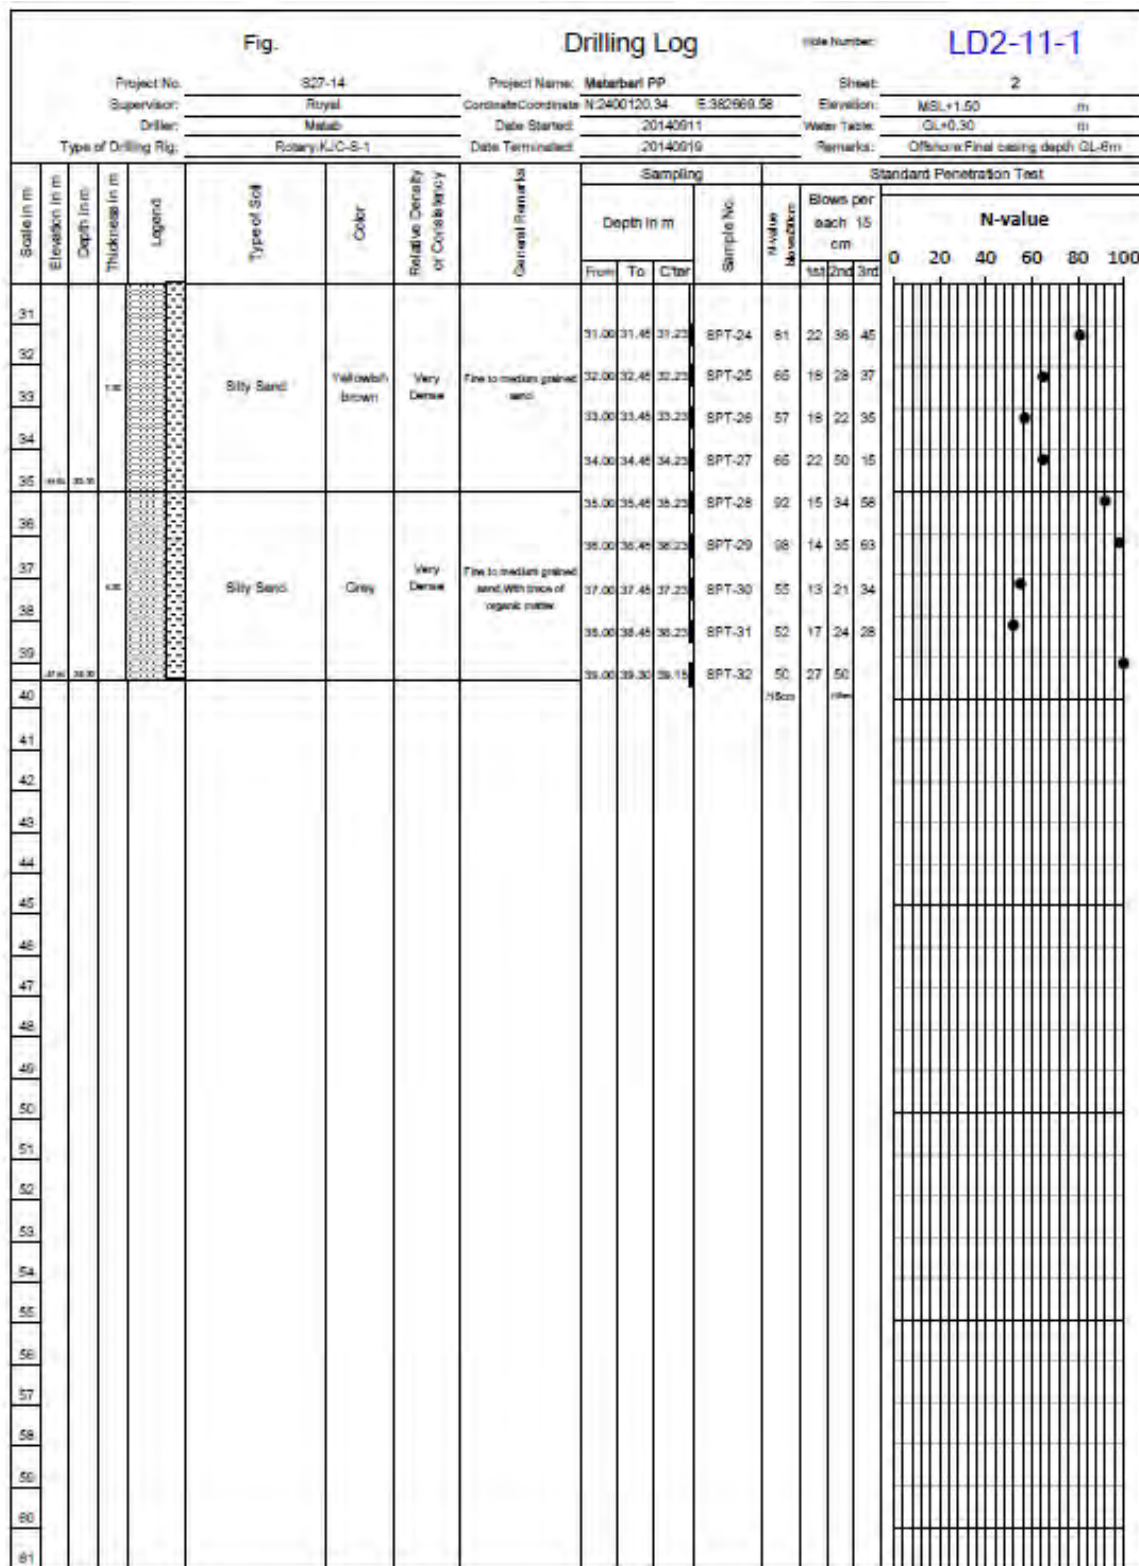 Fig.
Drilling Log
Hole Number:
LD2-11-1
Project No.
S27-14
Project Name:
Matarbari PP
Sheet:
2
Supervisor:
Royal
CordinateCoordinate
N:2400120.34
Elevation:
MSL+1.50
m
Driller:
Matab
Date Started:
20140911
Water Table:
GL+0.30
m
Type of Drilling Rig:
Rotary:KJC-S-1
Date Terminated:
20140919
Remarks:
Offshore:Final casing depth GL-6m
Scale in m
Elevation in m
Depth in m
Thickness in m
Legend
Type of Soil
Color
Relative Density
of Consistency
General Remarks
Sampling
Depth in m
From
To
C'ter
Sample No.
Standard Penetration Test
N-value
Blows per
each 15
cm
1st 2nd 3rd
N-value
0 20 40 60 80 100
31
31.00 31.45 31.23 SPT-24 81 22 36 45
32
Silty Sand
Yellowish
Brown
Very
Dense
Fine to medium grained
sand.
32.00 32.45 32.23 SPT-25 65 18 28 37
33
33.00 33.45 33.23 SPT-26 57 18 22 35
34
34.00 34.45 34.23 SPT-27 65 22 50 15
35
35.00 35.45 35.23 SPT-28 92 15 34 58
36
36.00 36.45 36.23 SPT-29 98 14 35 63
37
Silty Sand
Grey
Very
Dense
Fine to medium grained
sand,With trace of
organic matter
37.00 37.45 37.23 SPT-30 55 13 21 34
38
38.00 38.45 38.23 SPT-31 52 17 24 28
39
39.00 39.30 39.15 SPT-32 50 27 50
/15cm
40
41
42
43
44
45
46
47
48
49
50
51
52
53
54
55
56
57
58
59
60
61